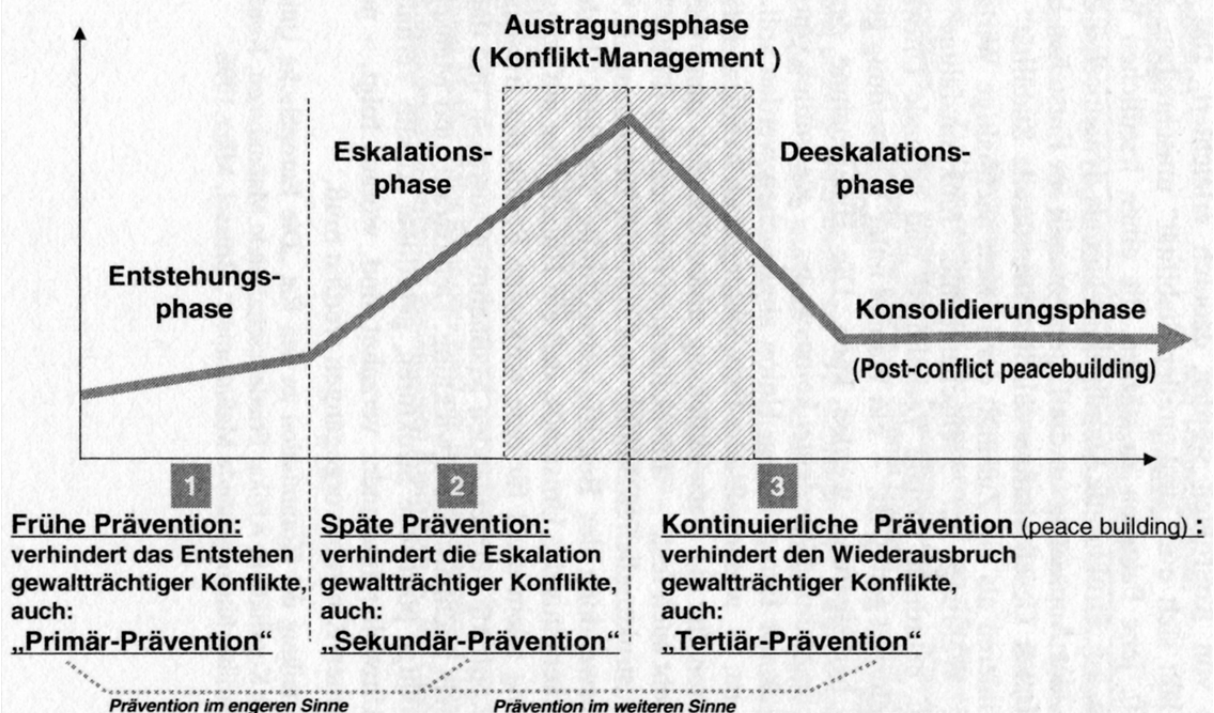 Austragungsphase
( Konflikt-Management )
Eskalations-
phase
Deeskalations-
phase
Entstehungs-
phase
Konsolidierungsphase
(Post-conflict peacebuilding)
1
2
3
Frühe Prävention:
verhindert das Entstehen
gewaltträchtiger Konflikte,
auch:
„Primär-Prävention“
Späte Prävention:
verhindert die Eskalation
gewaltträchtiger Konflikte,
auch:
„Sekundär-Prävention“
Kontinuierliche Prävention (peace building) :
verhindert den Wiederausbruch
gewaltträchtiger Konflikte,
auch:
„Tertiär-Prävention“
Prävention im engeren Sinne
Prävention im weiteren Sinne